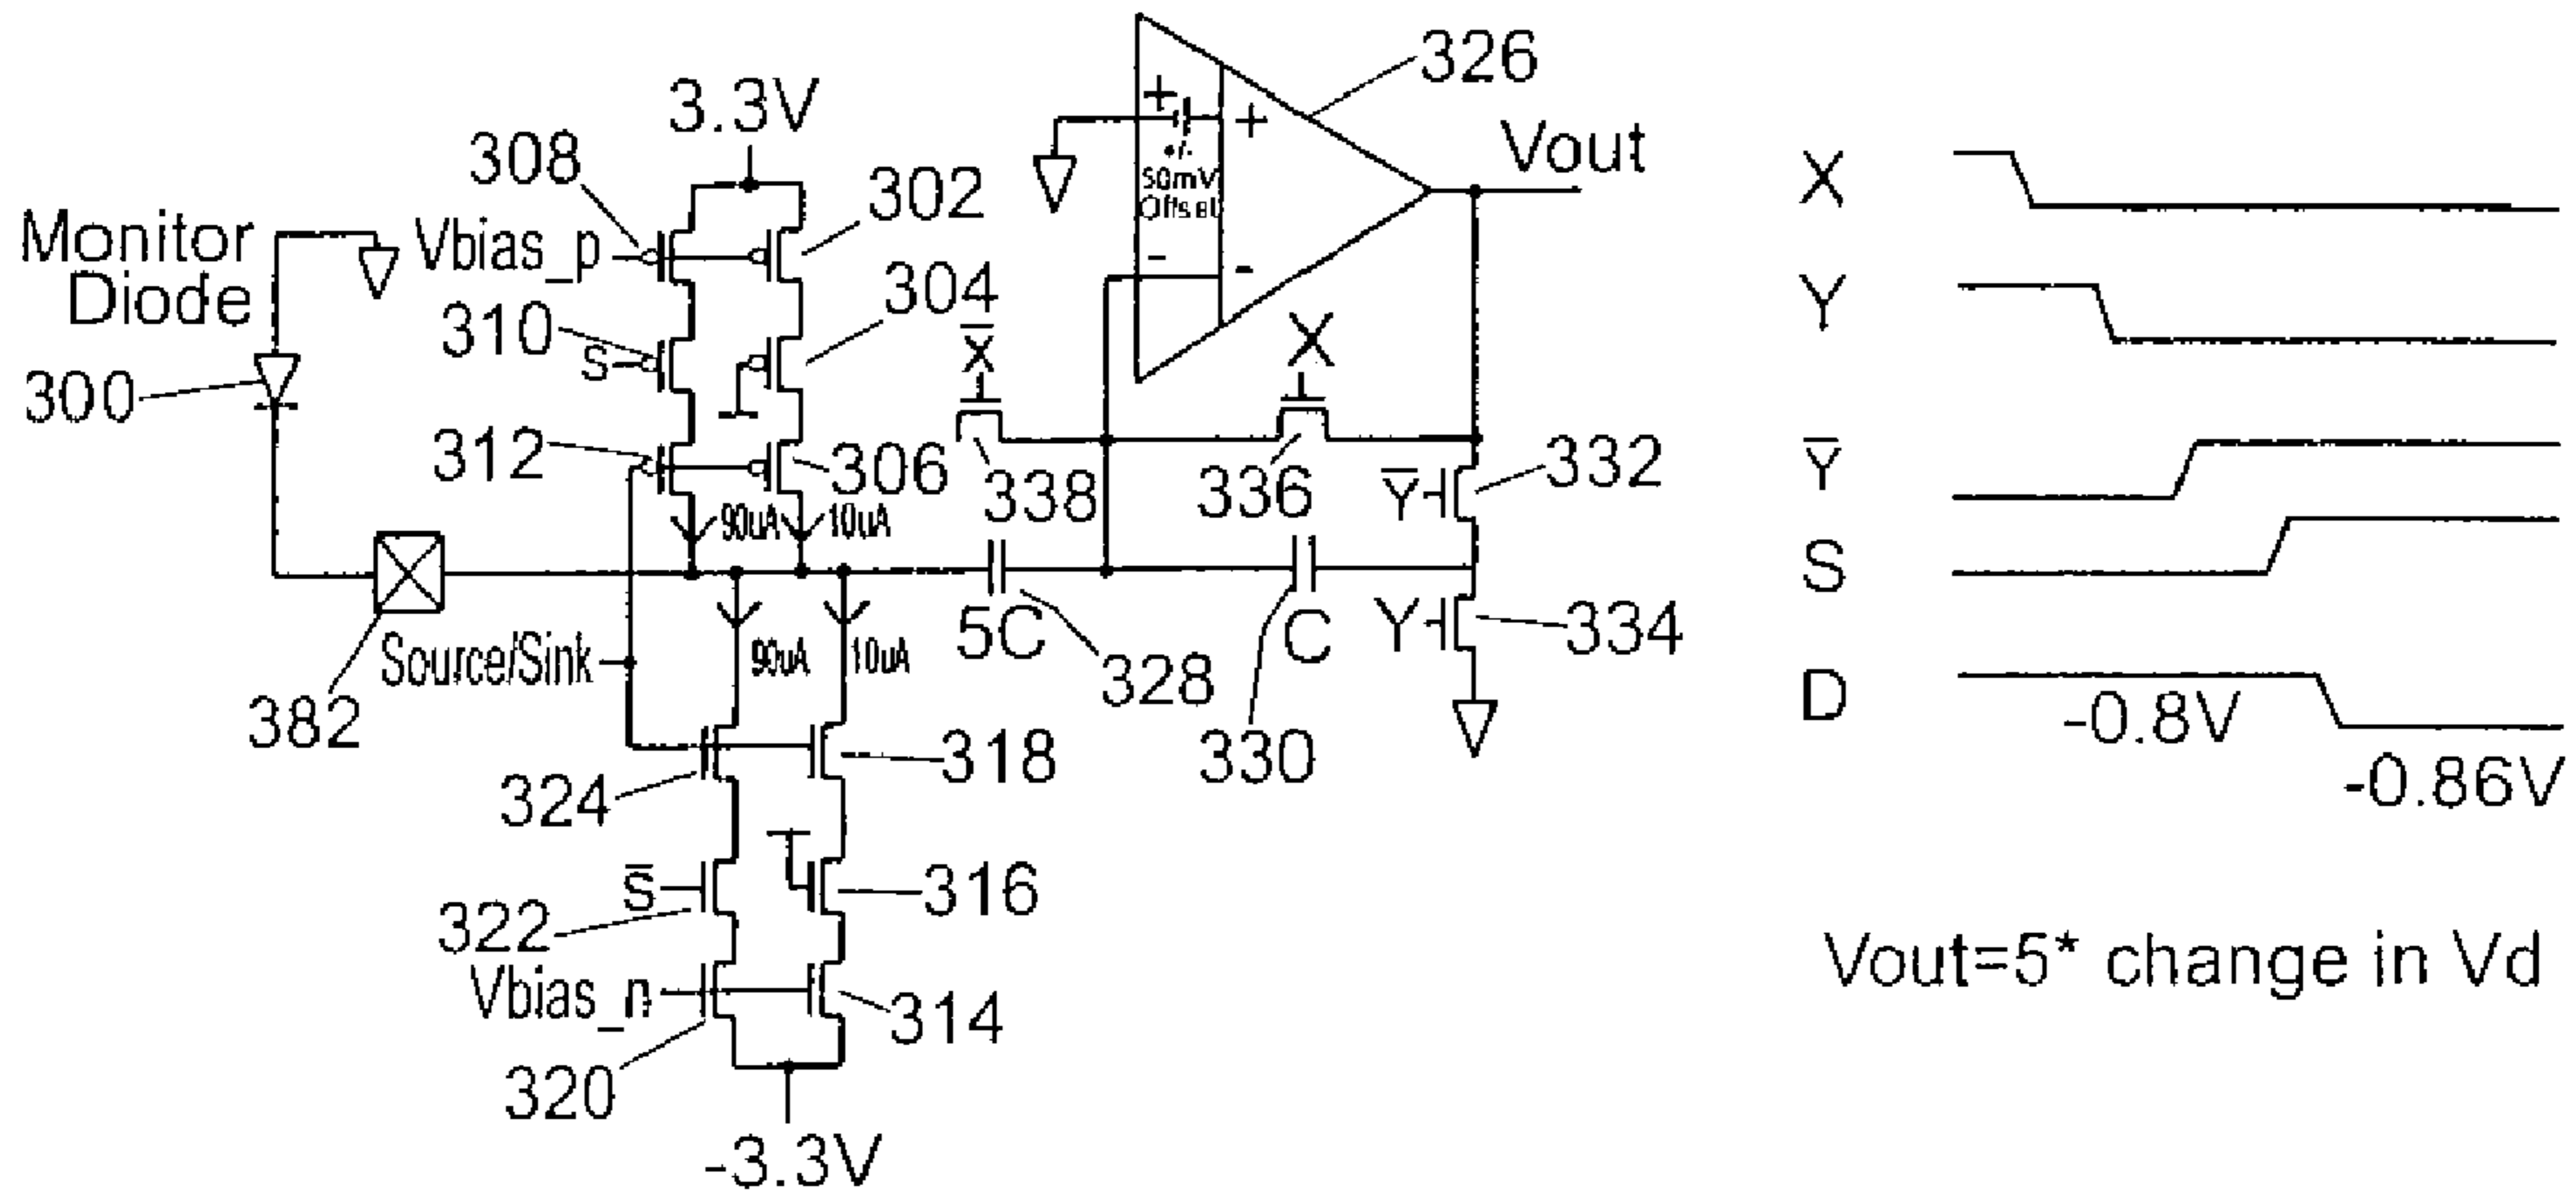 326
3.3V
308
302
Vout
50mV
Offset
+
+
+/-
-
-
X
Monitor
Diode
Vbias_p
304
310
S
X̅
X
Y
300
312
306
338
336
Y̅
332
Y̅
90uA
10uA
S
382
Source/Sink
90uA
10uA
5C
328
C
330
Y
334
D
-0.8V
-0.86V
324
318
S̅
316
322
Vbias_n
314
320
-3.3V
Vout=5* change in Vd